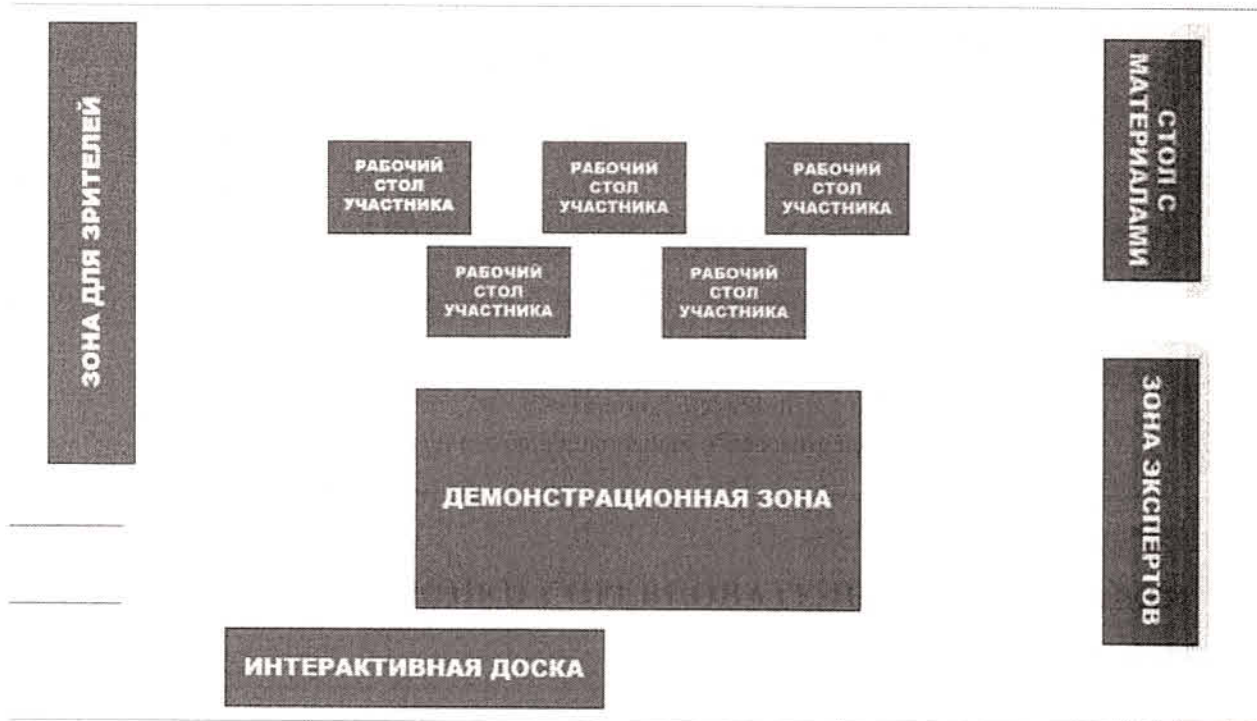 ЗОНА ДЛЯ ЗРИТЕЛЕЙ
РАБОЧИЙ
СТОЛ
УЧАСТНИКА
РАБОЧИЙ
СТОЛ
УЧАСТНИКА
РАБОЧИЙ
СТОЛ
УЧАСТНИКА
РАБОЧИЙ
СТОЛ
УЧАСТНИКА
РАБОЧИЙ
СТОЛ
УЧАСТНИКА
СТОЛ С
МАТЕРИАЛАМИ
ДЕМОНСТРАЦИОННАЯ ЗОНА
ЗОНА ЭКСПЕРТОВ
ИНТЕРАКТИВНАЯ ДОСКА